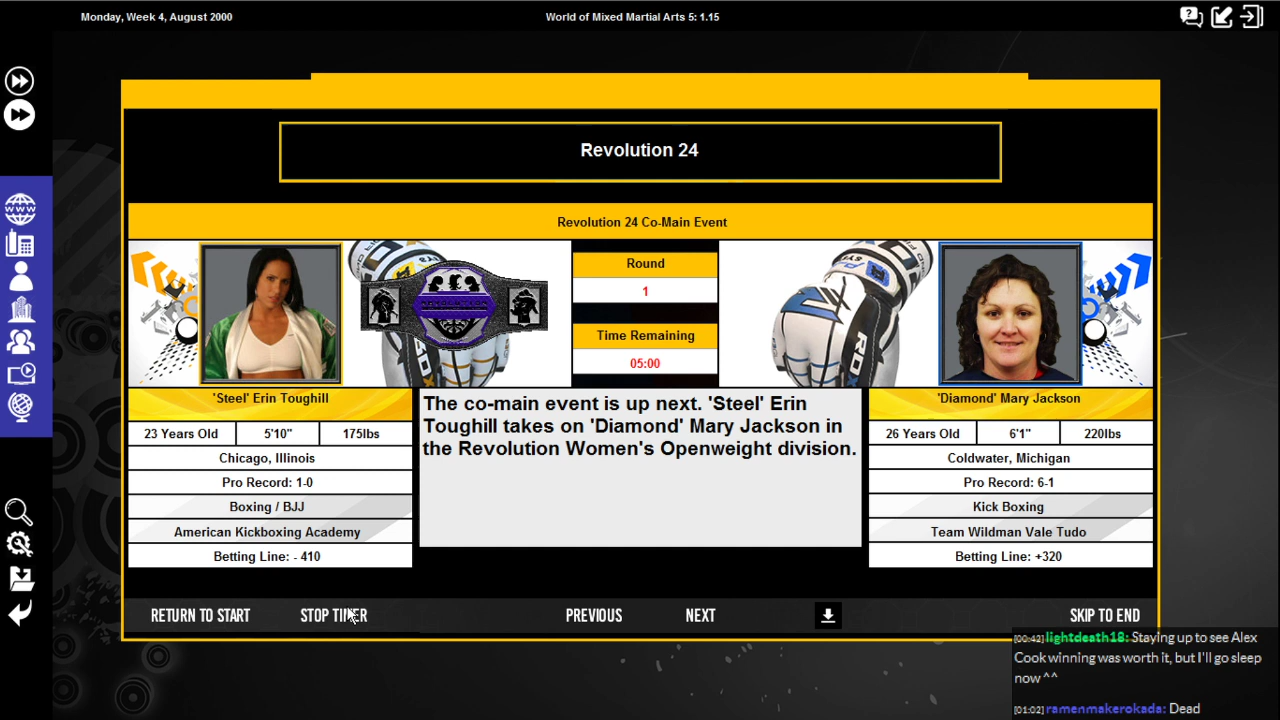 Monday, Week 4, August 2000
World of Mixed Martial Arts 5: 1.15
Revolution 24
Revolution 24 Co-Main Event
Round
1
Time Remaining
05:00
'Steel' Erin Toughill
23 Years Old
5'10"
175lbs
Chicago, Illinois
Pro Record: 1-0
Boxing / BJJ
American Kickboxing Academy
Betting Line: - 410
The co-main event is up next. 'Steel' Erin
Toughill takes on 'Diamond' Mary Jackson in
the Revolution Women's Openweight division.
'Diamond' Mary Jackson
26 Years Old
6'1"
220lbs
Coldwater, Michigan
Pro Record: 6-1
Kick Boxing
Team Wildman Vale Tudo
Betting Line: +320
RETURN TO START
STOP TIMER
PREVIOUS
NEXT
SKIP TO END
[00:42] lightdeath18: Staying up to see Alex
Cook winning was worth it, but I'll go sleep
now ^^
[01:02] ramenmakerokada: Dead